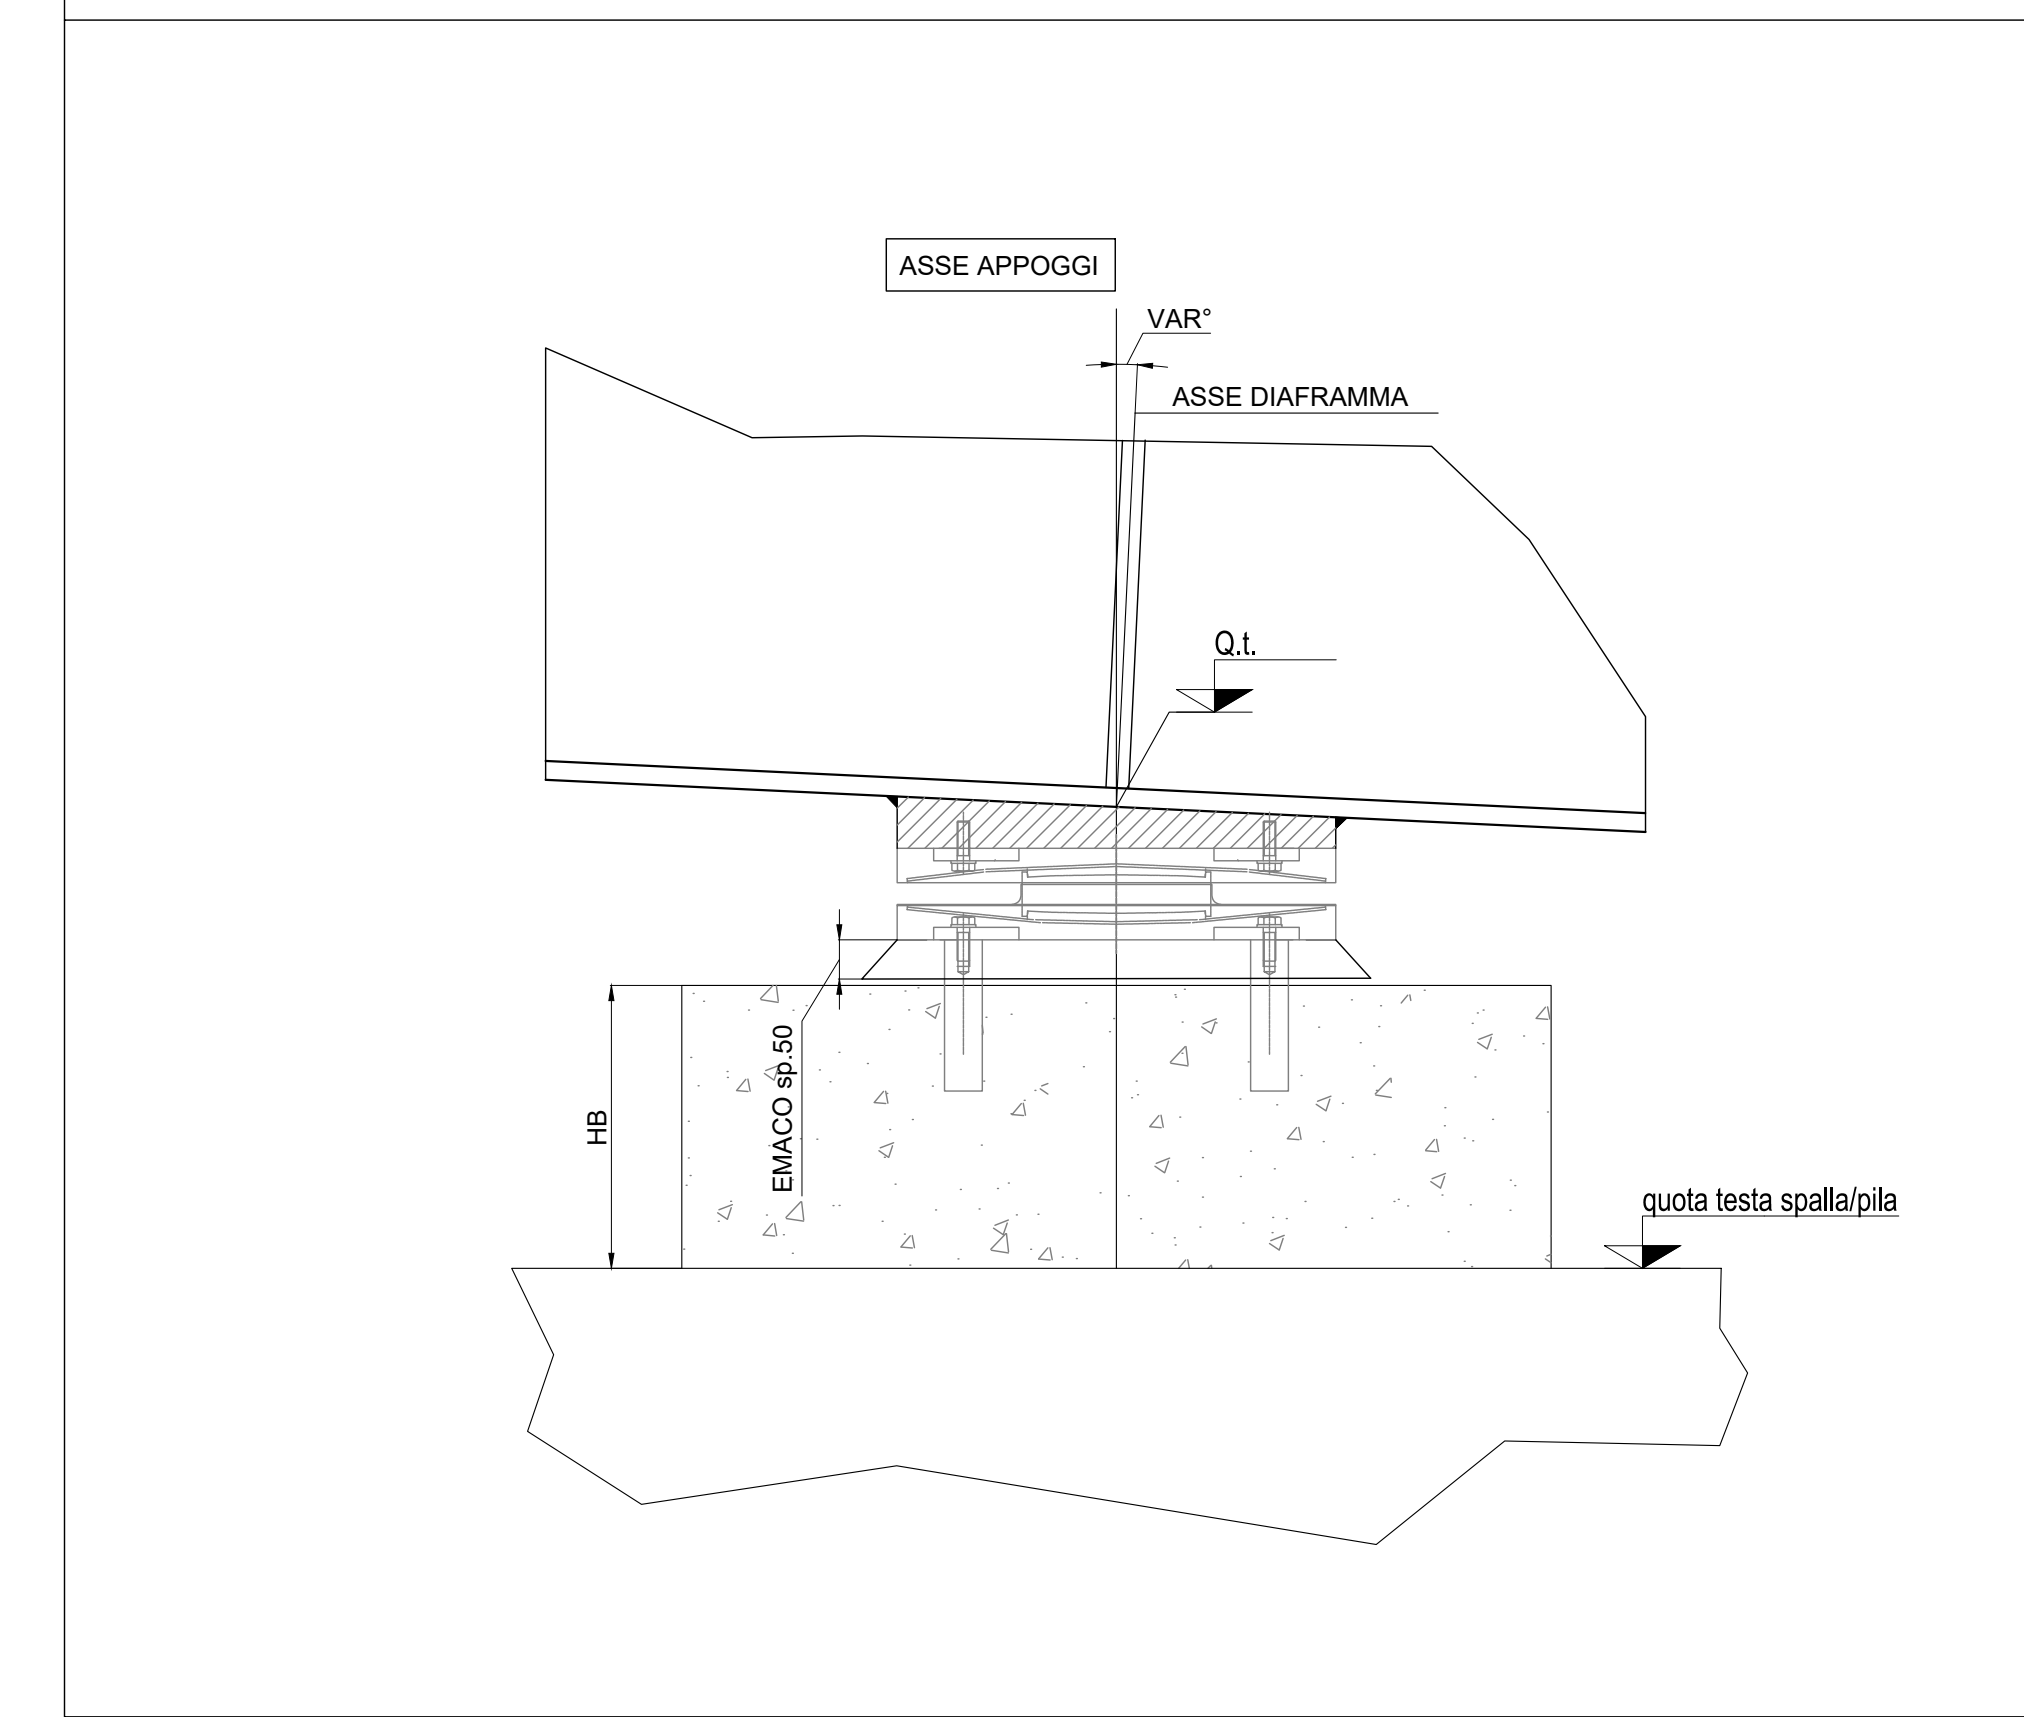 ASSE APPOGGI
VAR°
ASSE DIAFRAMMA
Q.t.
EMACO sp.50
HB
quota testa spalla/pila